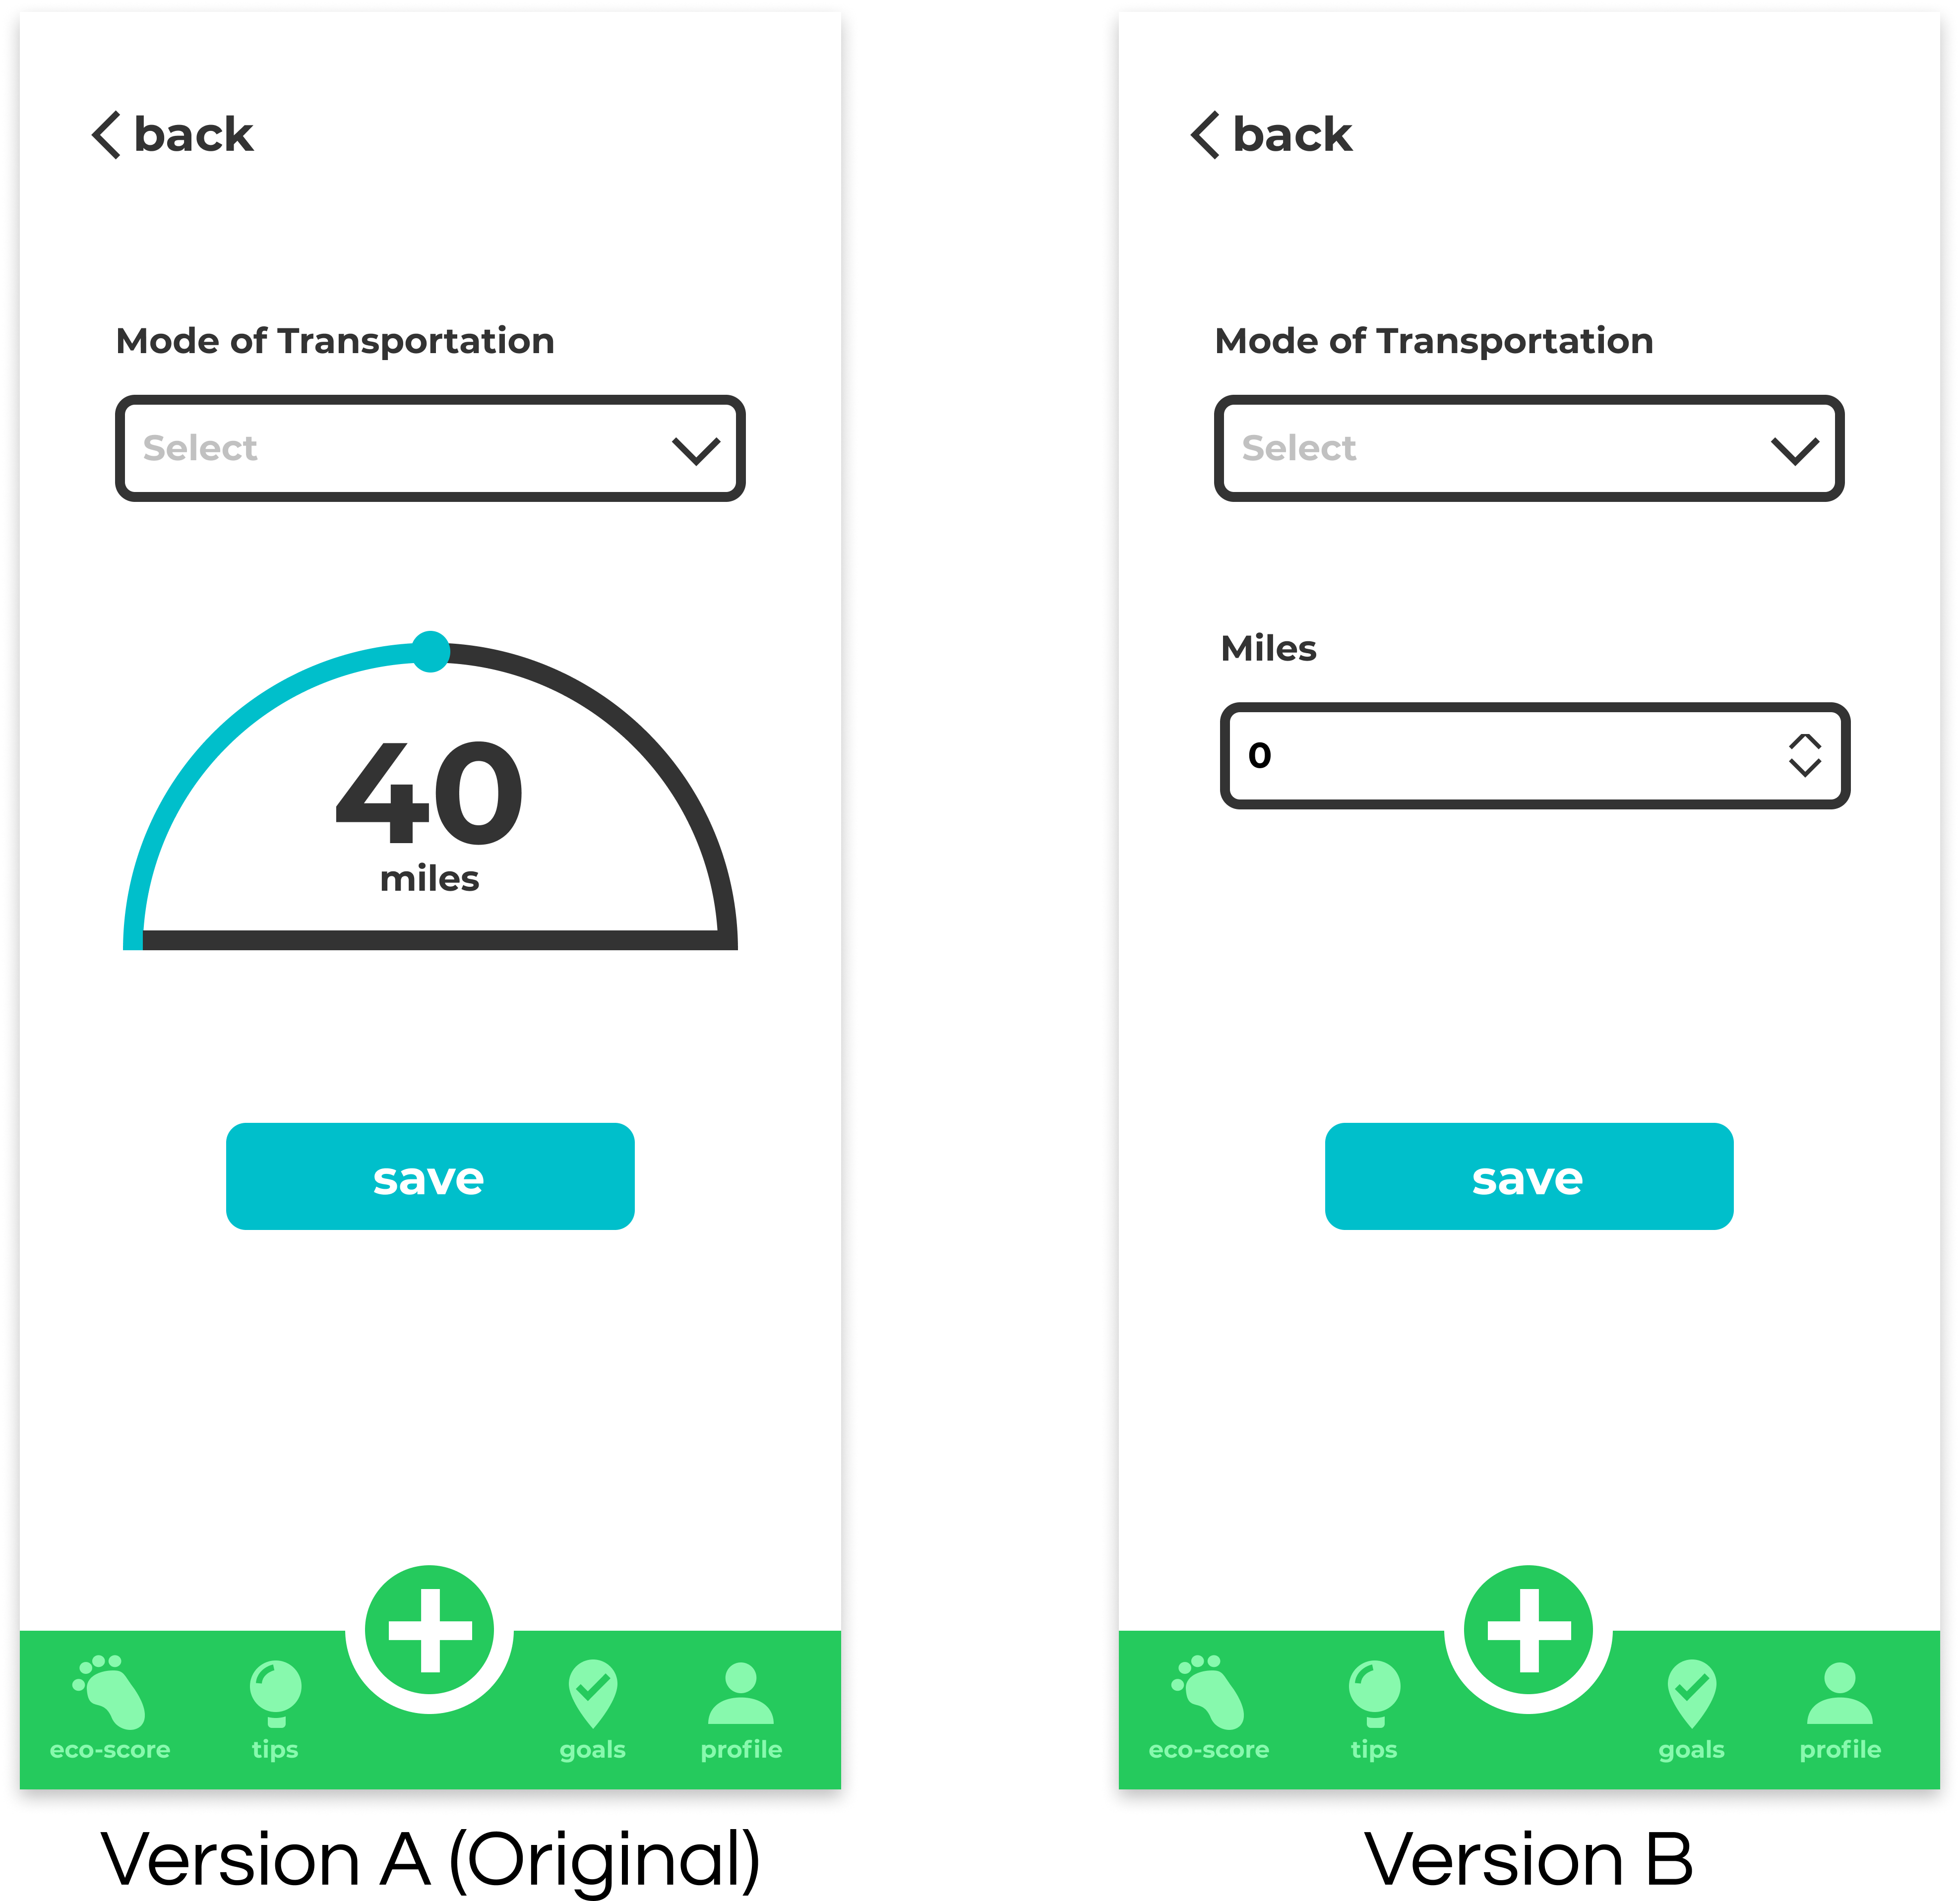 back
Mode of Transportation
Select
40
miles
save
eco-score
tips
goals
profile
Version A (Original)
back
Mode of Transportation
Select
Miles
0
save
eco-score
tips
goals
profile
Version B